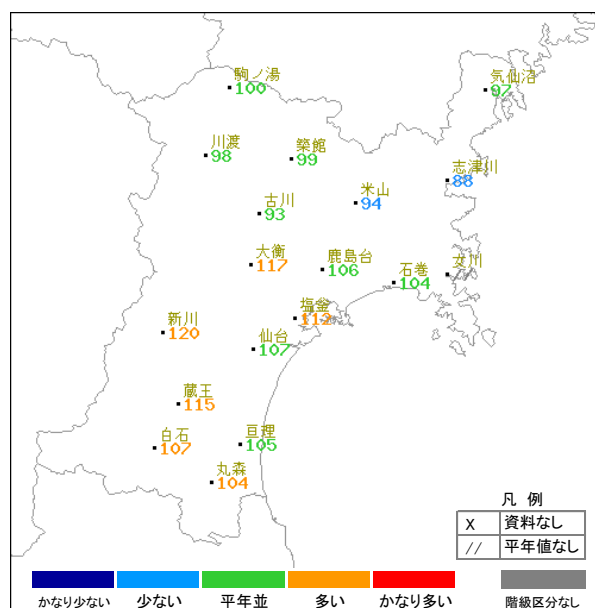 駒ノ湯
100
気仙沼
97
川渡
98
築館
99
志津川
88
米山
94
古川
93
大衡
117
鹿島台
106
石巻
104
女川
//
塩釜
112
新川
120
仙台
107
蔵王
115
白石
107
亘理
105
丸森
104
凡 例
X 資料なし
// 平年値なし
かなり少ない 少ない 平年並 多い かなり多い 階級区分なし